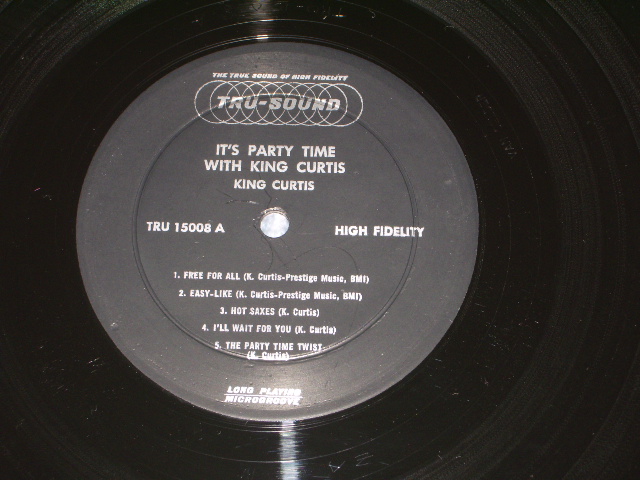 THE TRUE SOUND OF HIGH FIDELITY
TRU-SOUND
IT'S PARTY TIME
WITH KING CURTIS
KING CURTIS
TRU 15008 A
HIGH FIDELITY
1. FREE FOR ALL (K. Curtis-Prestige Music, BMI)
2. EASY-LIKE (K. Curtis-Prestige Music, BMI)
3. HOT SAXES (K. Curtis)
4. I'LL WAIT FOR YOU (K. Curtis)
5. THE PARTY TIME TWIST
(K. Curtis)
LONG PLAYING
MICROGROOVE